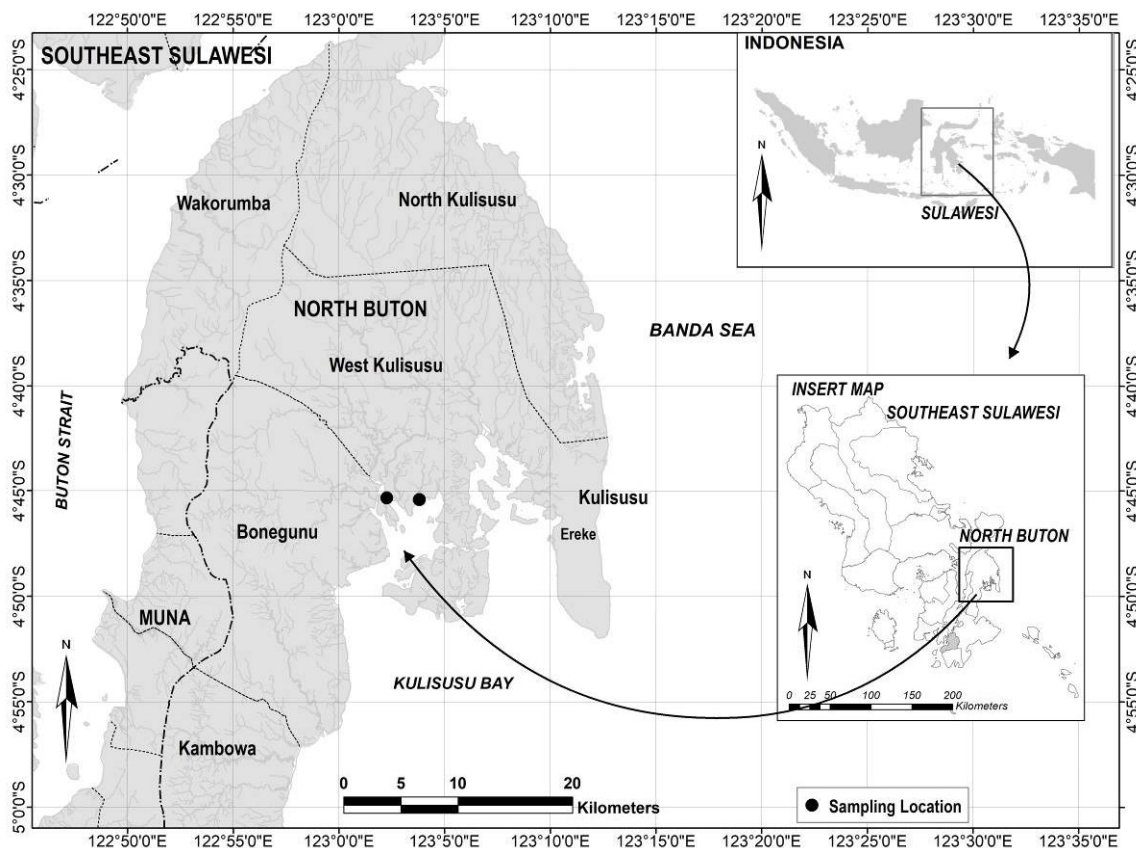 122°50'0"E 122°55'0"E 123°0'0"E 123°5'0"E 123°10'0"E 123°15'0"E 123°20'0"E 123°25'0"E 123°30'0"E 123°35'0"E
SOUTHEAST SULAWESI
INDONESIA
4°25'0"S
4°25'0"S
N
4°30'0"S
4°30'0"S
Wakorumba
North Kulisusu
SULAWESI
4°35'0"S
4°35'0"S
NORTH BUTON
BANDA SEA
West Kulisusu
4°40'0"S
4°40'0"S
INSERT MAP
SOUTHEAST SULAWESI
BUTON STRAIT
4°45'0"S
4°45'0"S
Kulisusu
Bonegunu
Ereke
NORTH BUTON
N
4°50'0"S
4°50'0"S
MUNA
N
KULISUSU BAY
0 25 50 100 150 200
Kilometers
4°55'0"S
4°55'0"S
Kambowa
0 5 10 20
Kilometers
Sampling Location
5°0'0"S
5°0'0"S
122°50'0"E 122°55'0"E 123°0'0"E 123°5'0"E 123°10'0"E 123°15'0"E 123°20'0"E 123°25'0"E 123°30'0"E 123°35'0"E